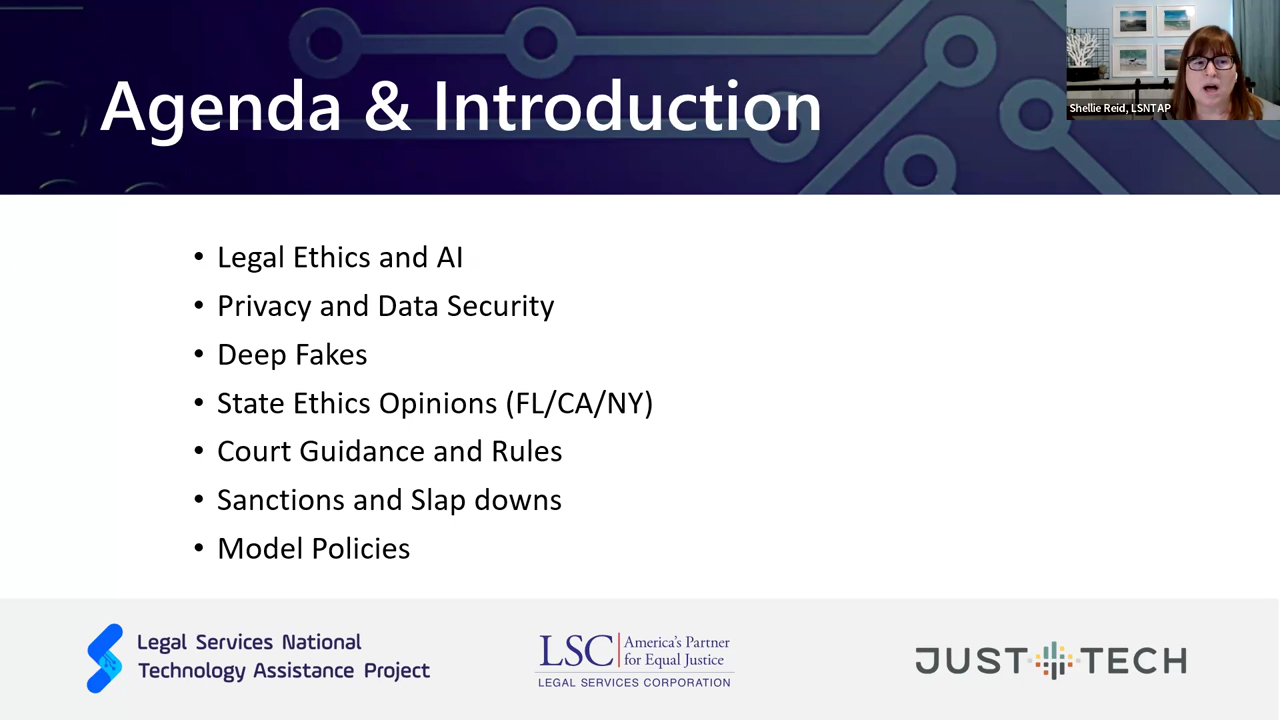 Agenda & Introduction
Shellie Reid, LSNTAP
• Legal Ethics and AI
• Privacy and Data Security
• Deep Fakes
• State Ethics Opinions (FL/CA/NY)
• Court Guidance and Rules
• Sanctions and Slap downs
• Model Policies
Legal Services National
Technology Assistance Project
LSC America's Partner
for Equal Justice
LEGAL SERVICES CORPORATION
JUST TECH